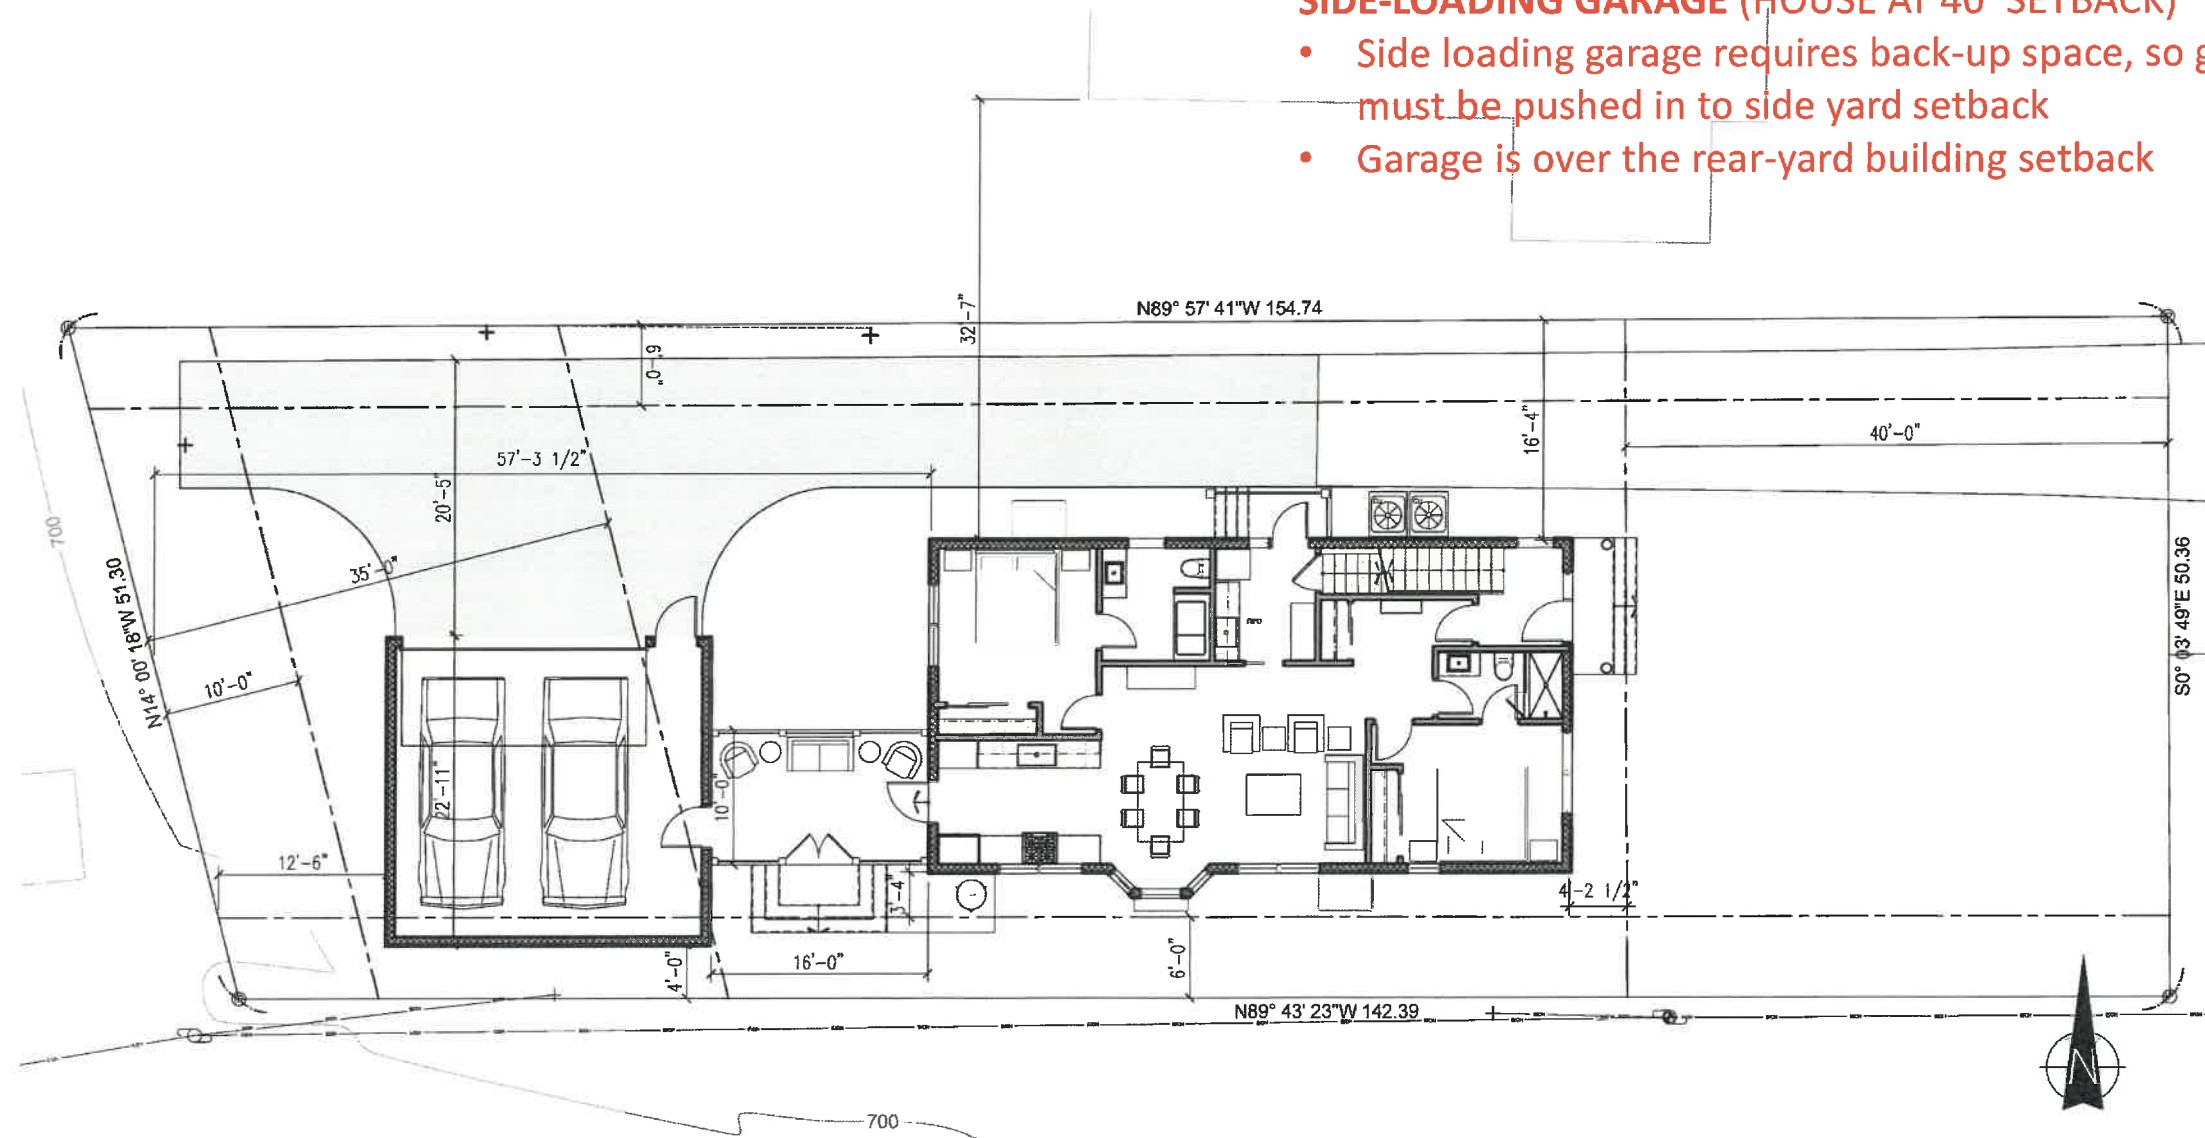 SIDE-LOADING GARAGE (HOUSE AT 40' SETBACK)
• Side loading garage requires back-up space, so
must be pushed in to side yard setback
• Garage is over the rear-yard building setback
N89° 57' 41"W 154.74
32'-7"
6'-0"
16'-4"
40'-0"
57'-3 1/2"
20'-5"
35'-0"
700
N14° 00' 18"W 51.30
S0° 03' 49"E 50.36
10'-0"
22'-11"
10'-0"
12'-6"
3'-4"
4'-2 1/2"
16'-0"
4'-0"
6'-0"
N89° 43' 23"W 142.39
N
700